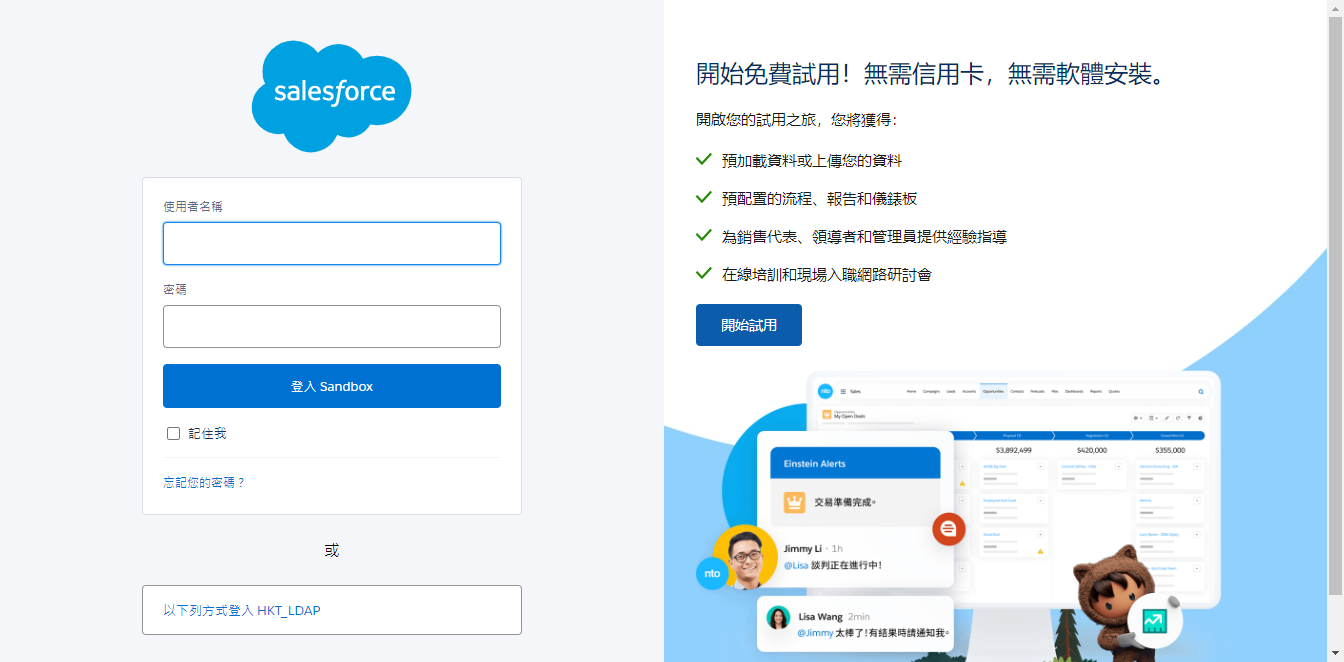 salesforce
使用者名稱
密碼
登入 Sandbox
記住我
忘記您的密碼？
或
以下列方式登入 HKT_LDAP
開始免費試用！無需信用卡，無需軟體安裝。
開啟您的試用之旅，您將獲得：
預加載資料或上傳您的資料
預配置的流程、報告和儀錶板
為銷售代表、領導者和管理員提供經驗指導
在線培訓和現場入職網路研討會
開始試用
nto Sales Home Campaigns Leads Accounts Opportunities Contacts Forecasts Files Dashboards Reports Quotes
Opportunities
My Open Deals
$3,892,499 $420,000 $355,000
Einstein Alerts
交易準備完成。
Jimmy Li • 1h
@Lisa 談判正在進行中！
nto
Lisa Wang 2min
@Jimmy 太棒了！有結果時請通知我。